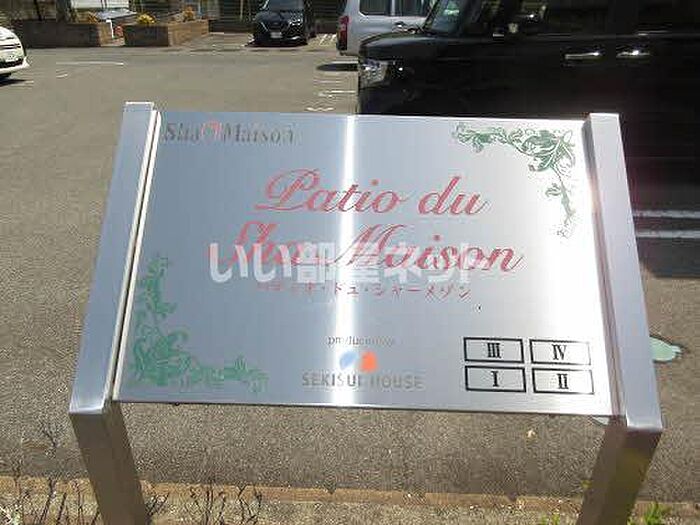 Sha Maison
Patio du
Sha Maison
いい部屋ネット
パティオ・ドュ・シャーメゾン
produced by
SEKISUI HOUSE
Ⅲ Ⅳ
Ⅰ Ⅱ